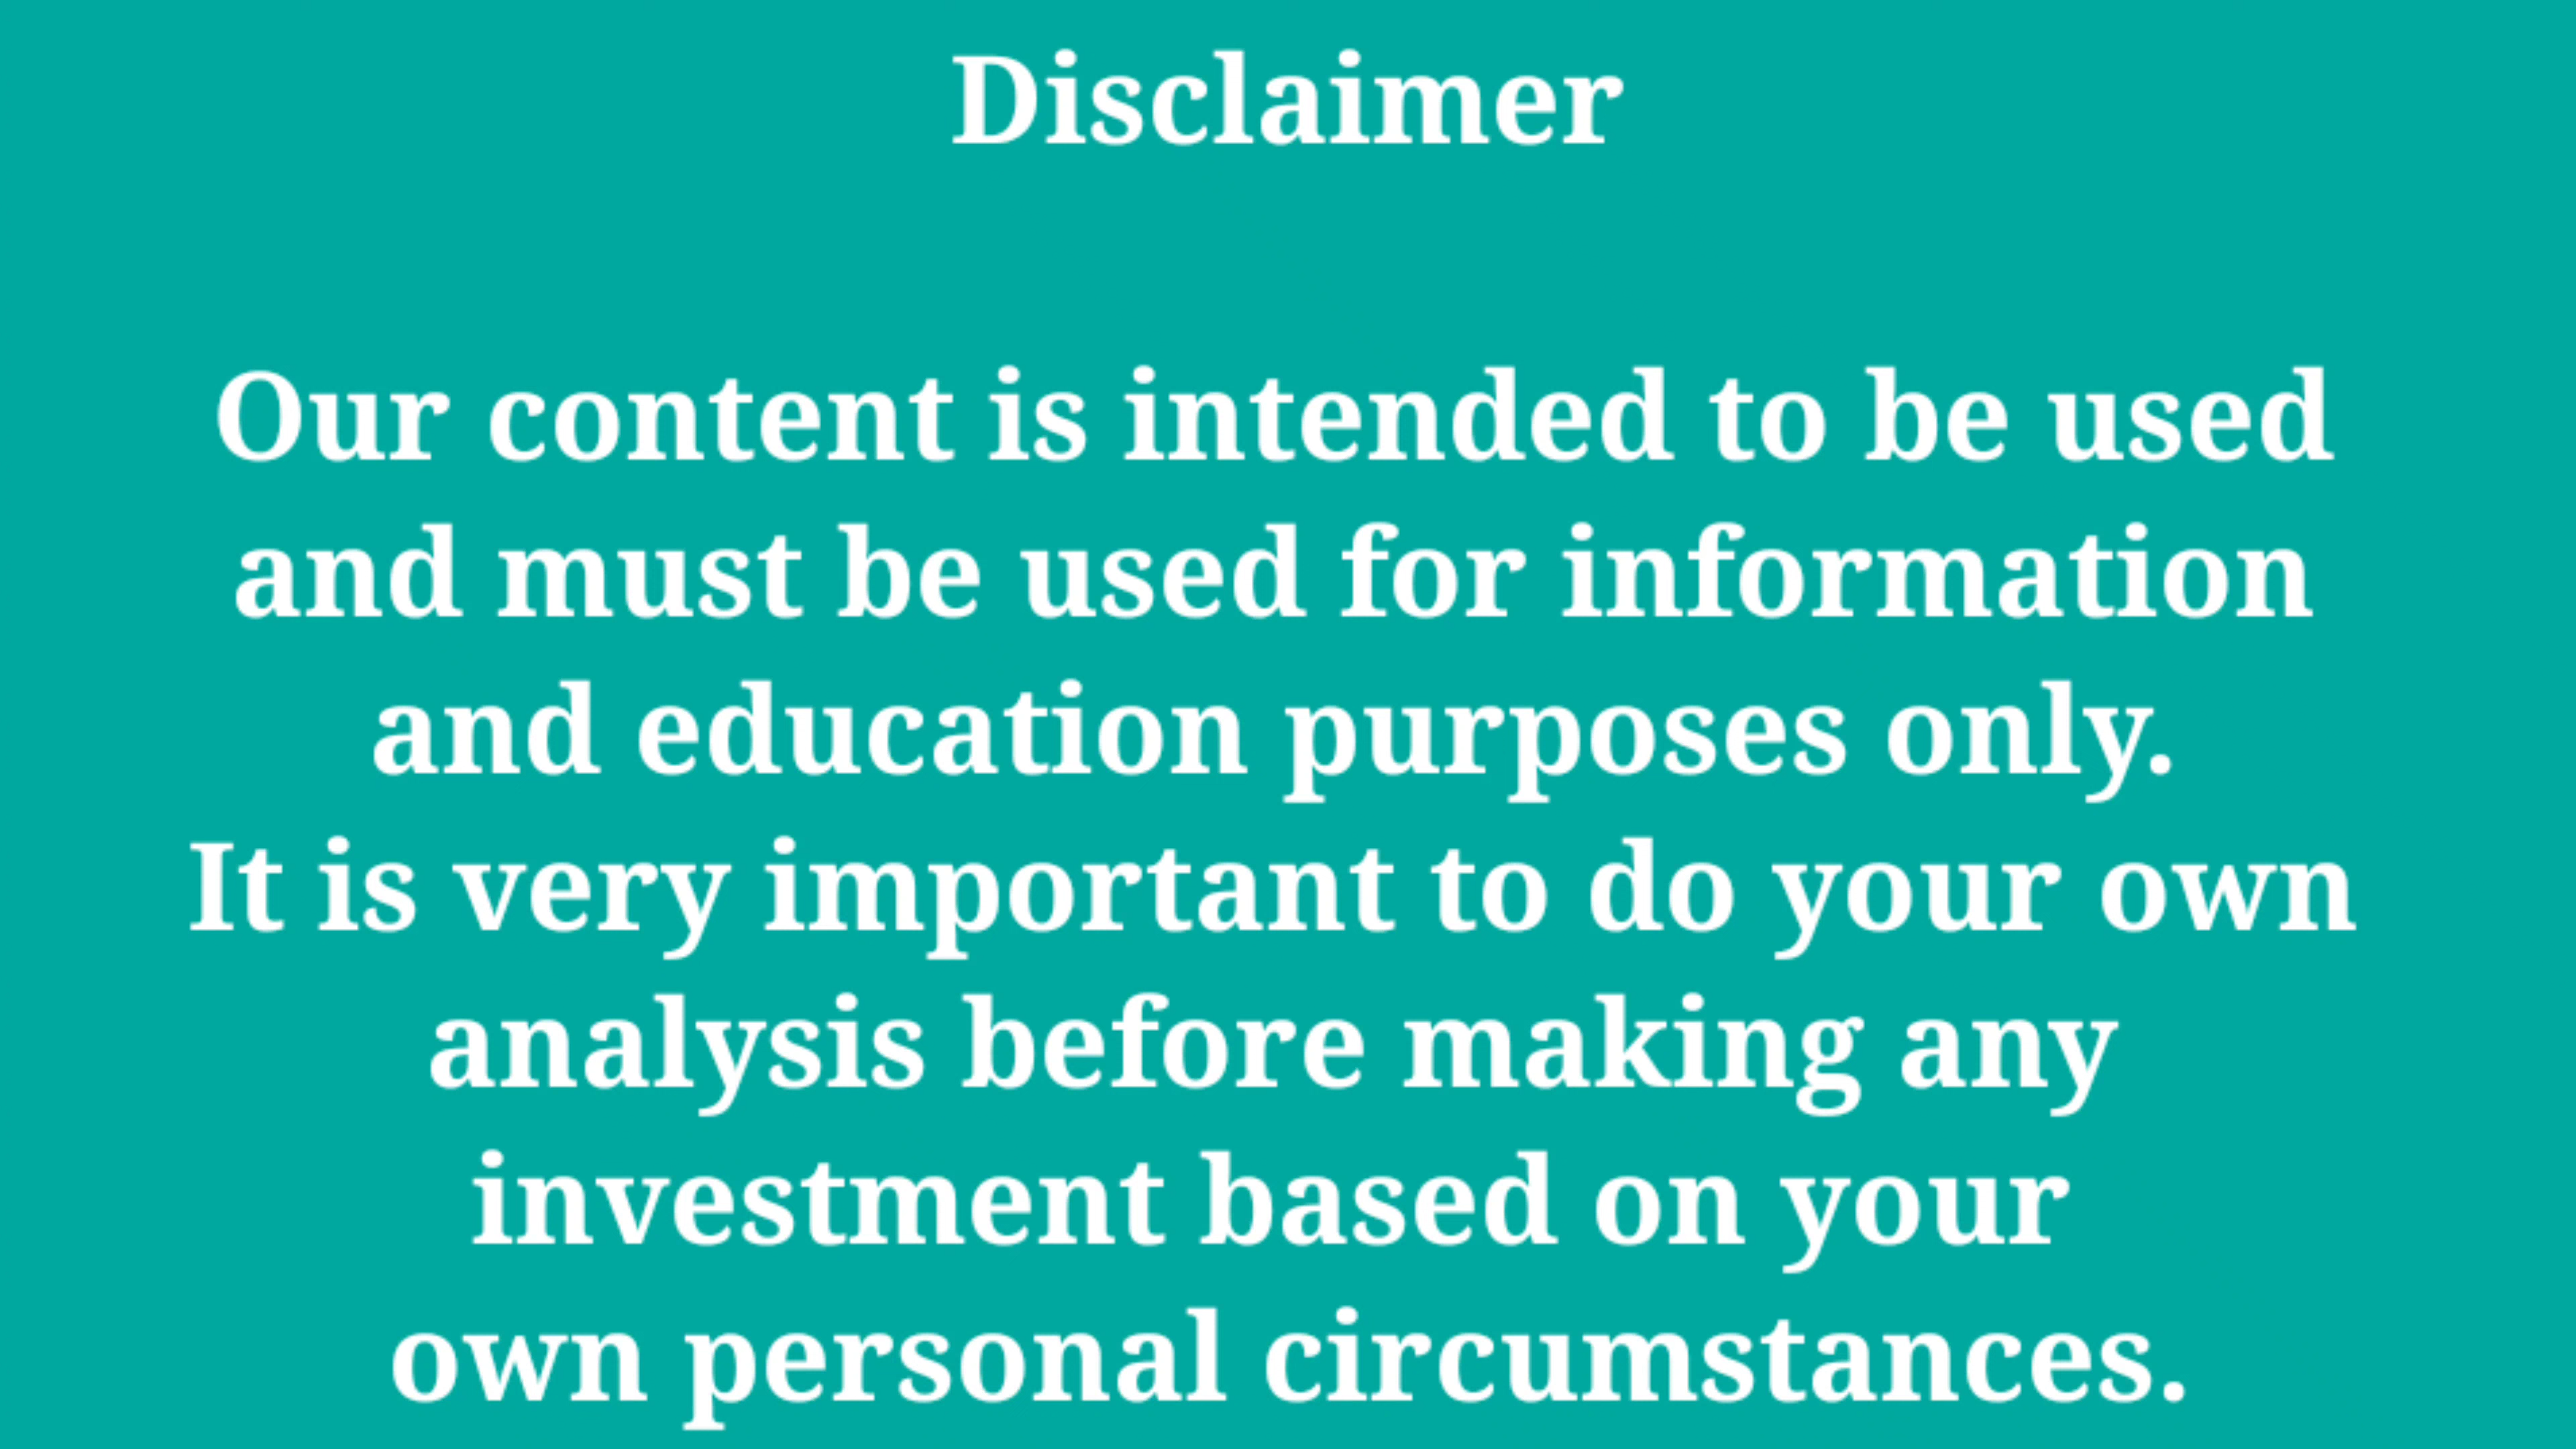 Disclaimer
Our content is intended to be used
and must be used for information
and education purposes only.
It is very important to do your own
analysis before making any
investment based on your
own personal circumstances.